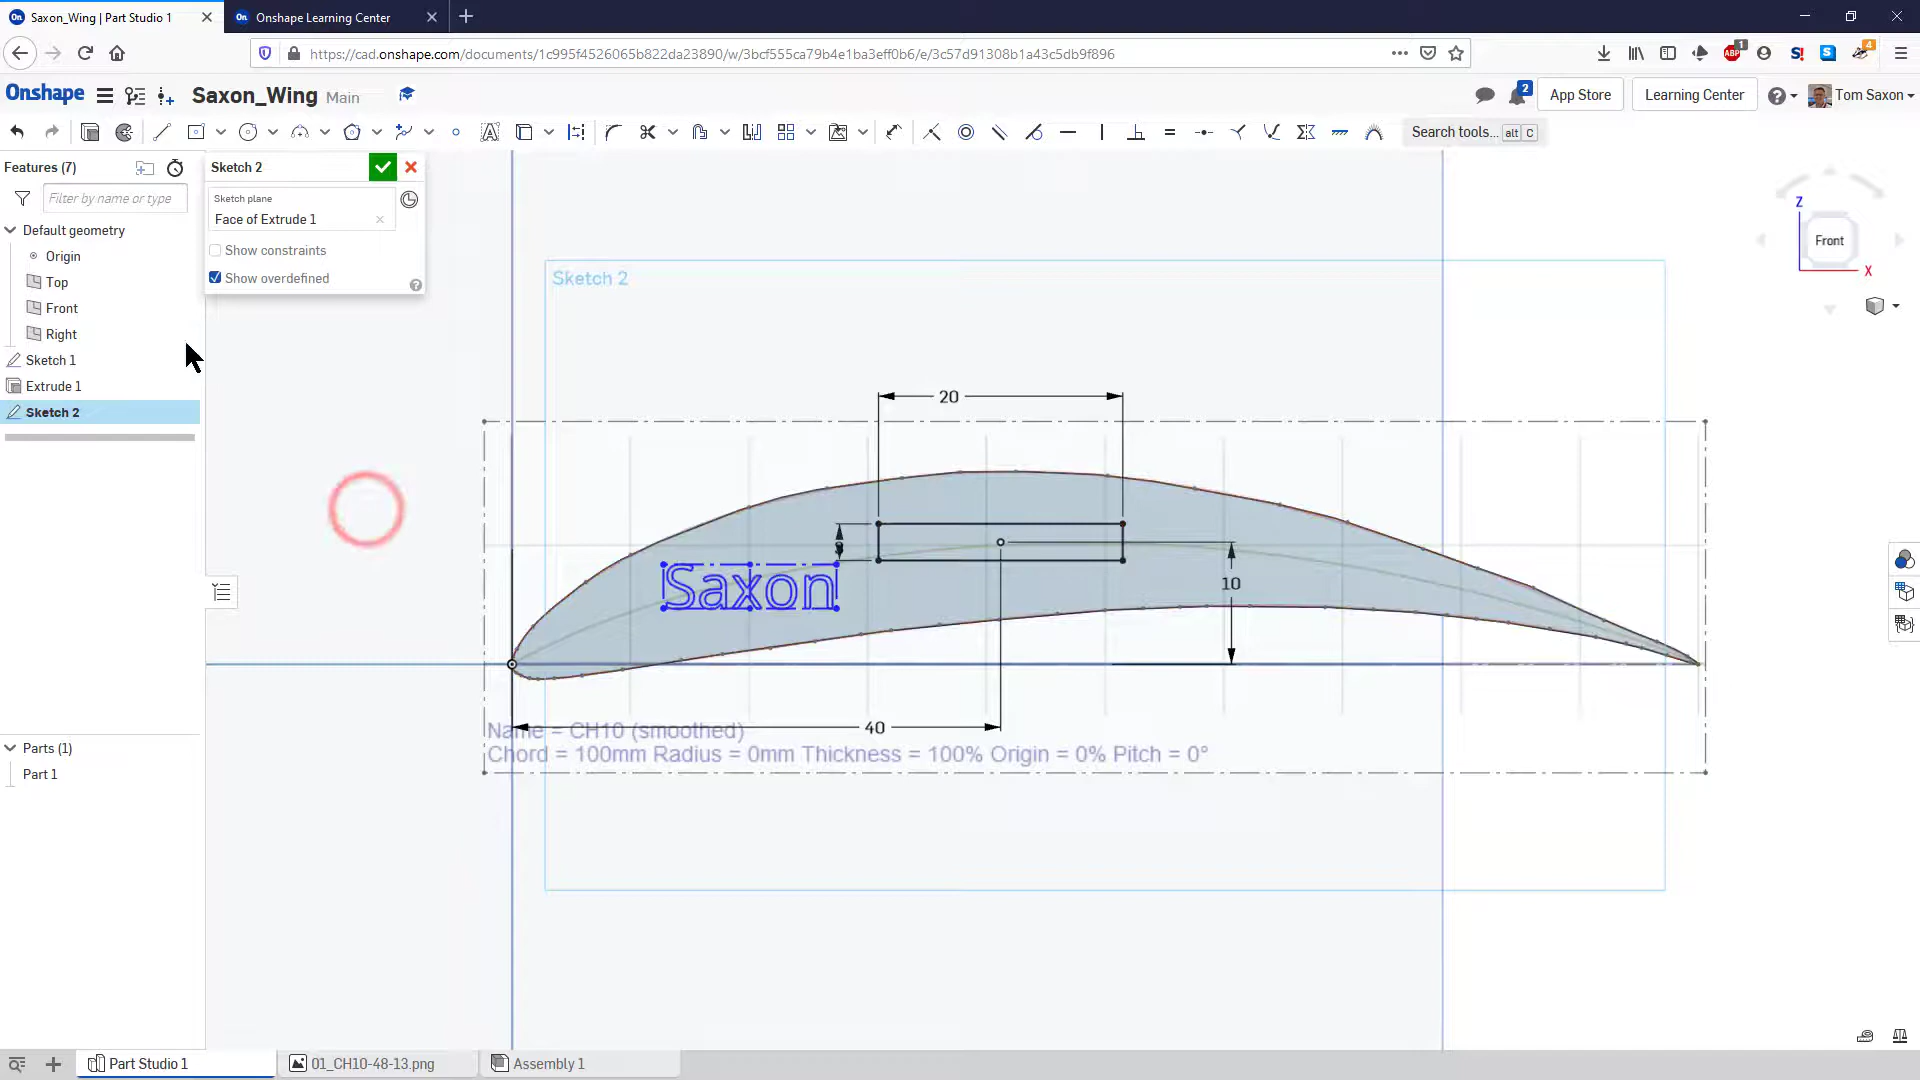 Saxon_Wing | Part Studio 1
Onshape Learning Center
https://cad.onshape.com/documents/1c995f4526065b822da23890/w/3bcf555ca79b4e1ba3eff0b6/e/3c57d91308b1a43c5db9f896
Onshape
Saxon_Wing Main
2
App Store
Learning Center
Tom Saxon
Search tools... alt C
Features (7)
Filter by name or type
Default geometry
Origin
Top
Front
Right
Sketch 1
Extrude 1
Sketch 2
Sketch 2
Sketch plane
Face of Extrude 1
Show constraints
Show overdefined
Sketch 2
20
Saxon
10
40
Name = CH10 (smoothed)
Chord = 100mm Radius = 0mm Thickness = 100% Origin = 0% Pitch = 0°
Z
Front
X
Parts (1)
Part 1
Part Studio 1
01_CH10-48-13.png
Assembly 1